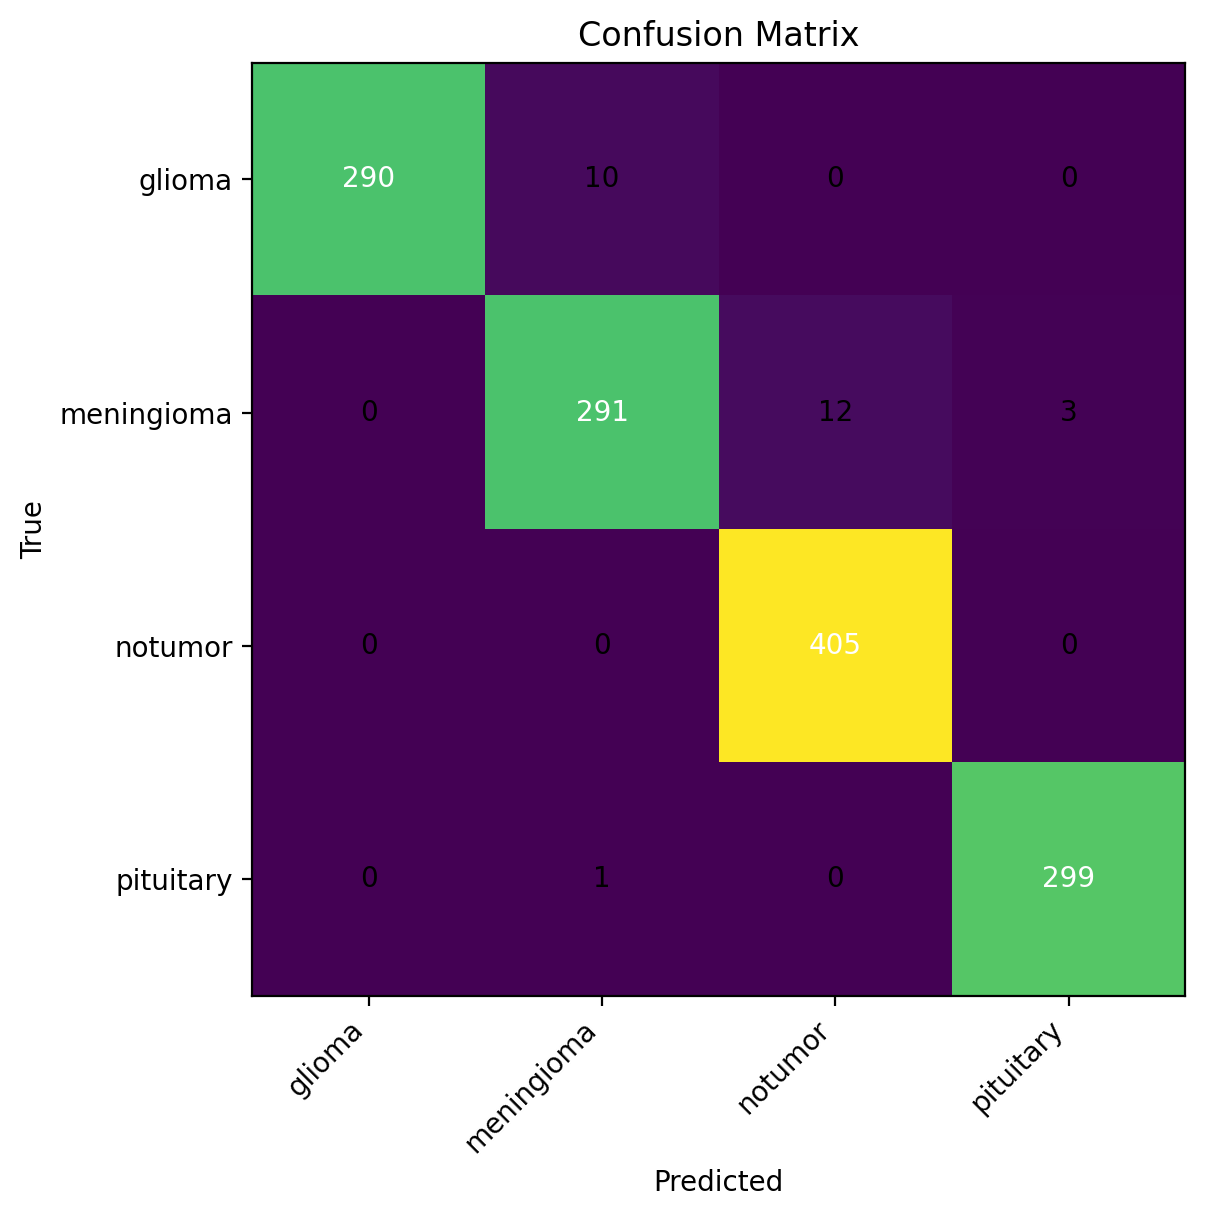 Confusion Matrix
glioma 290 10 0 0
meningioma 0 291 12 3
True
notumor 0 0 405 0
pituitary 0 1 0 299
glioma meningioma notumor pituitary
Predicted